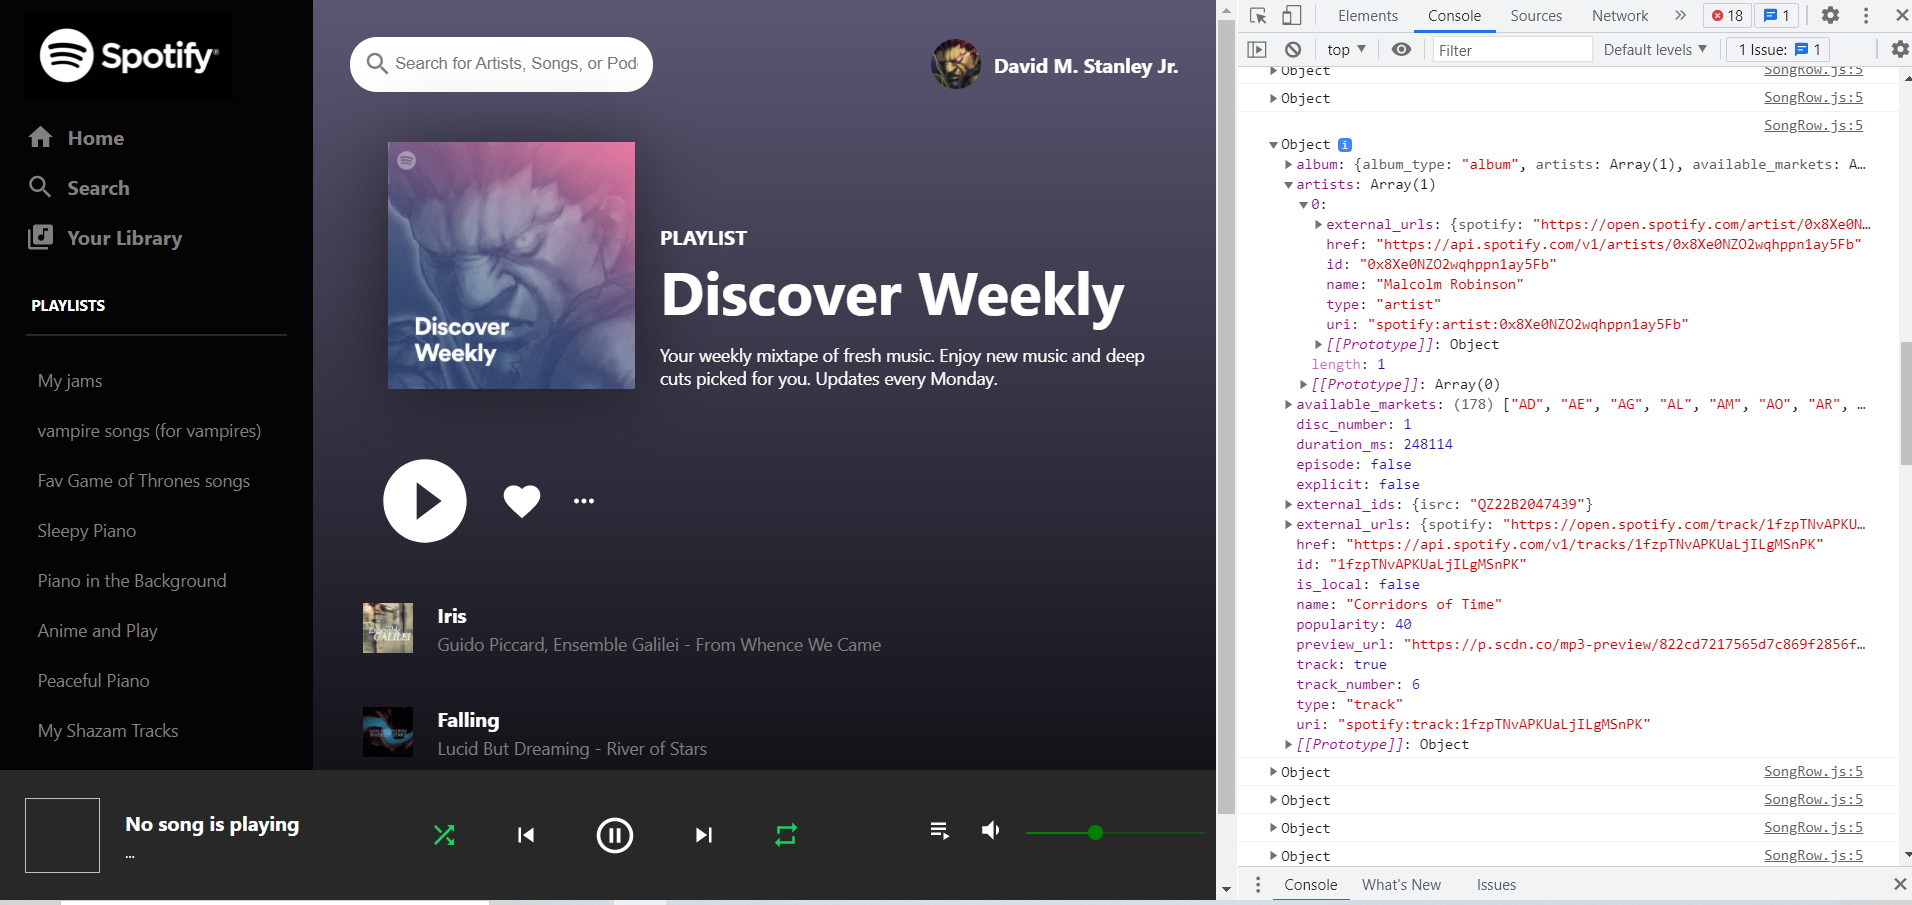 Spotify®
Home
Search
Your Library
PLAYLISTS
My jams
vampire songs (for vampires)
Fav Game of Thrones songs
Sleepy Piano
Piano in the Background
Anime and Play
Peaceful Piano
My Shazam Tracks
Search for Artists, Songs, or Pod
David M. Stanley Jr.
Discover
Weekly
PLAYLIST
Discover Weekly
Your weekly mixtape of fresh music. Enjoy new music and deep
cuts picked for you. Updates every Monday.
Iris
Guido Piccard, Ensemble Galilei - From Whence We Came
Falling
Lucid But Dreaming - River of Stars
No song is playing
...
Elements Console Sources Network 18 1
top Filter Default levels 1 Issue: 1
Object SongRow.js:5
Object SongRow.js:5
SongRow.js:5
Object i
album: {album_type: "album", artists: Array(1), available_markets: A…
artists: Array(1)
0:
external_urls: {spotify: "https://open.spotify.com/artist/0x8Xe0N…
href: "https://api.spotify.com/v1/artists/0x8Xe0NZO2wqhppn1ay5Fb"
id: "0x8Xe0NZO2wqhppn1ay5Fb"
name: "Malcolm Robinson"
type: "artist"
uri: "spotify:artist:0x8Xe0NZO2wqhppn1ay5Fb"
[[Prototype]]: Object
length: 1
[[Prototype]]: Array(0)
available_markets: (178) ["AD", "AE", "AG", "AL", "AM", "AO", "AR", …
disc_number: 1
duration_ms: 248114
episode: false
explicit: false
external_ids: {isrc: "QZ22B2047439"}
external_urls: {spotify: "https://open.spotify.com/track/1fzpTNvAPKU…
href: "https://api.spotify.com/v1/tracks/1fzpTNvAPKUaLjILgMSnPK"
id: "1fzpTNvAPKUaLjILgMSnPK"
is_local: false
name: "Corridors of Time"
popularity: 40
preview_url: "https://p.scdn.co/mp3-preview/822cd7217565d7c869f2856f…
track: true
track_number: 6
type: "track"
uri: "spotify:track:1fzpTNvAPKUaLjILgMSnPK"
[[Prototype]]: Object
Object SongRow.js:5
Object SongRow.js:5
Object SongRow.js:5
Object SongRow.js:5
Console What's New Issues